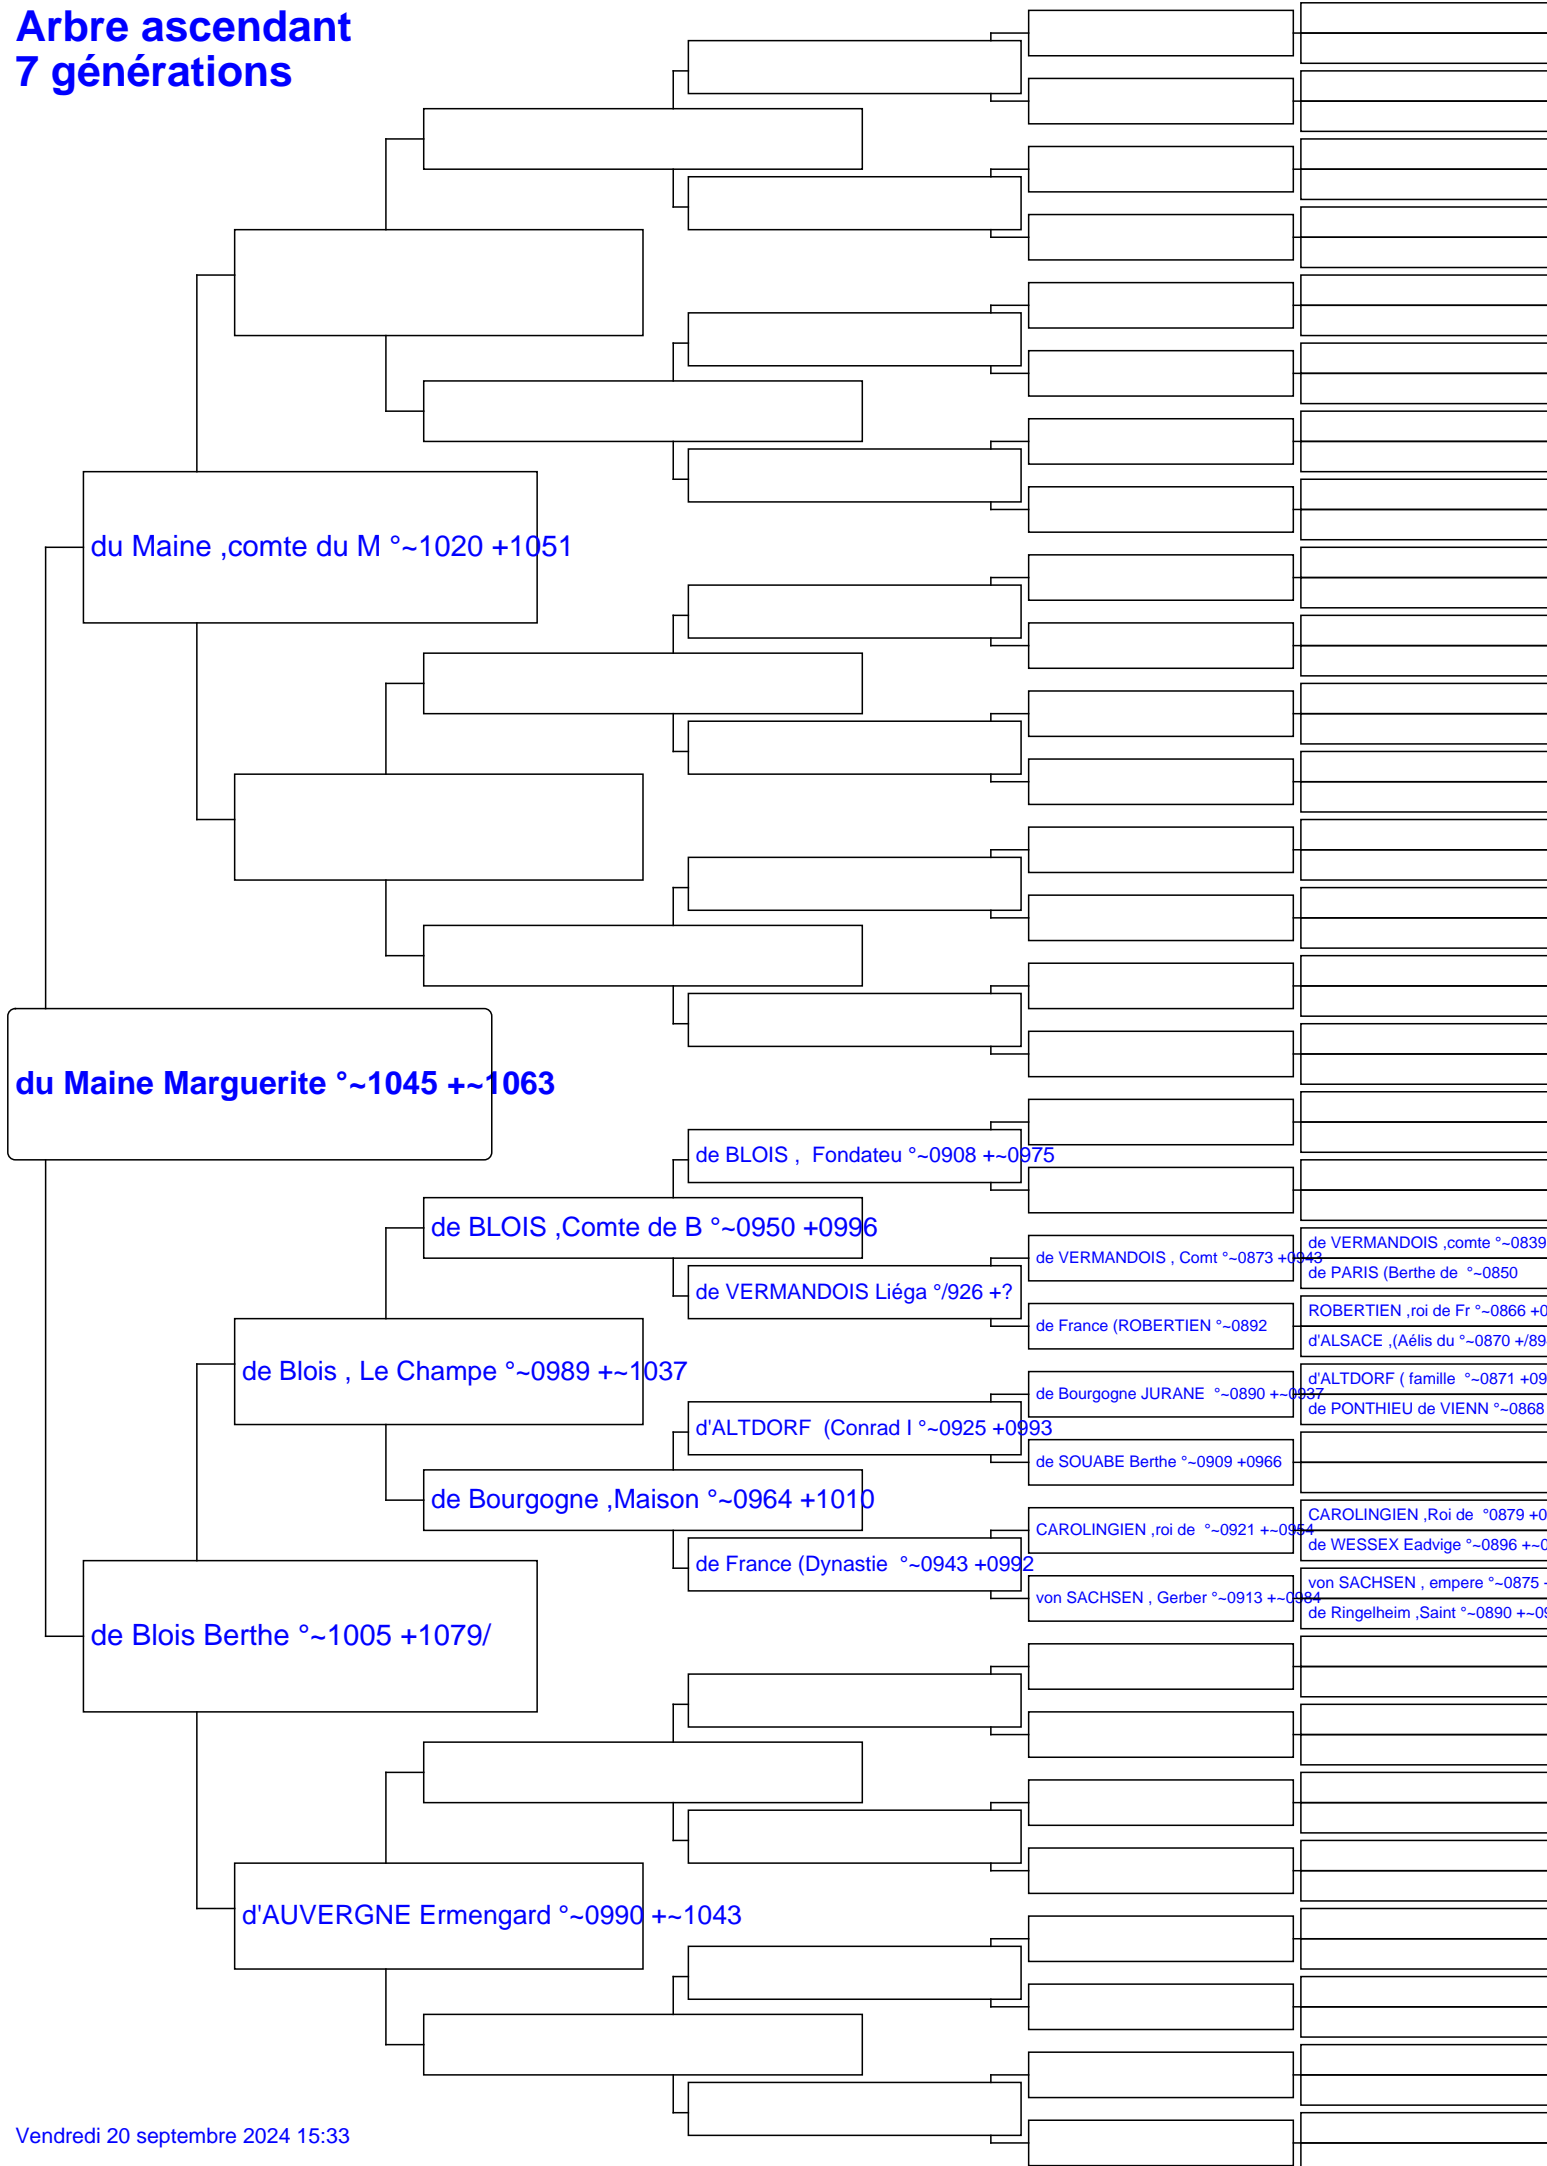 Arbre ascendant
7 générations
du Maine ,comte du M °~1020 +1051
du Maine Marguerite °~1045 +~1063
de BLOIS ,  Fondateu °~0908 +~0975
de BLOIS ,Comte de B °~0950 +0996
de VERMANDOIS , Comt °~0873 +0943
de VERMANDOIS ,comte °~0839
de PARIS (Berthe de  °~0850
de VERMANDOIS Liéga °/926 +?
de France (ROBERTIEN °~0892
ROBERTIEN ,roi de Fr °~0866 +0
d'ALSACE ,(Aélis du °~0870 +/89
de Blois , Le Champe °~0989 +~1037
de Bourgogne JURANE  °~0890 +~0937
d'ALTDORF ( famille  °~0871 +09
de PONTHIEU de VIENN °~0868
d'ALTDORF  (Conrad I °~0925 +0993
de SOUABE Berthe °~0909 +0966
de Bourgogne ,Maison °~0964 +1010
CAROLINGIEN ,roi de  °~0921 +~0954
CAROLINGIEN ,Roi de  °0879 +0
de WESSEX Eadvige °~0896 +~0
de France (Dynastie  °~0943 +0992
von SACHSEN , Gerber °~0913 +~0984
von SACHSEN , empere °~0875 +
de Ringelheim ,Saint °~0890 +~09
de Blois Berthe °~1005 +1079/
d'AUVERGNE Ermengard °~0990 +~1043
Vendredi 20 septembre 2024 15:33